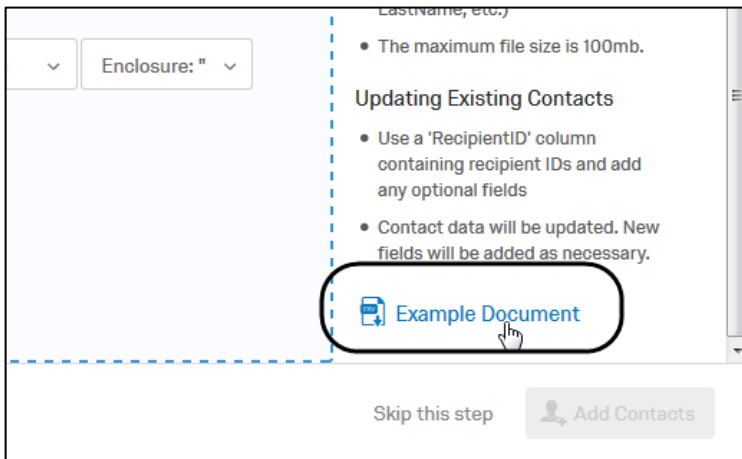 LastName, etc.)
• The maximum file size is 100mb.
Enclosure: "
Updating Existing Contacts
• Use a 'RecipientID' column
containing recipient IDs and add
any optional fields
• Contact data will be updated. New
fields will be added as necessary.
CSV
Example Document
Skip this step
Add Contacts